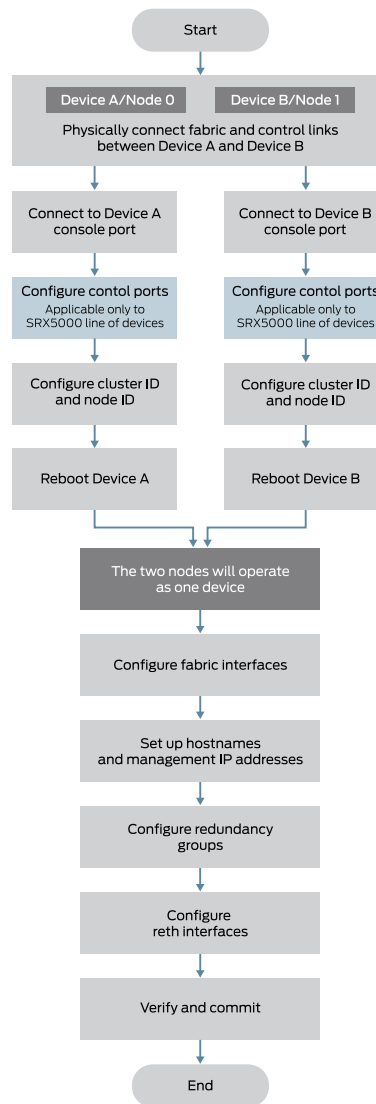 Start
Device A/Node 0
Device B/Node 1
Physically connect fabric and control links
between Device A and Device B
Connect to Device A
console port
Connect to Device B
console port
Configure contol ports
Applicable only to
SRX5000 line of devices
Configure contol ports
Applicable only to
SRX5000 line of devices
Configure cluster ID
and node ID
Configure cluster ID
and node ID
Reboot Device A
Reboot Device B
The two nodes will operate
as one device
Configure fabric interfaces
Set up hostnames
and management IP addresses
Configure redundancy
groups
Configure
reth interfaces
Verify and commit
End